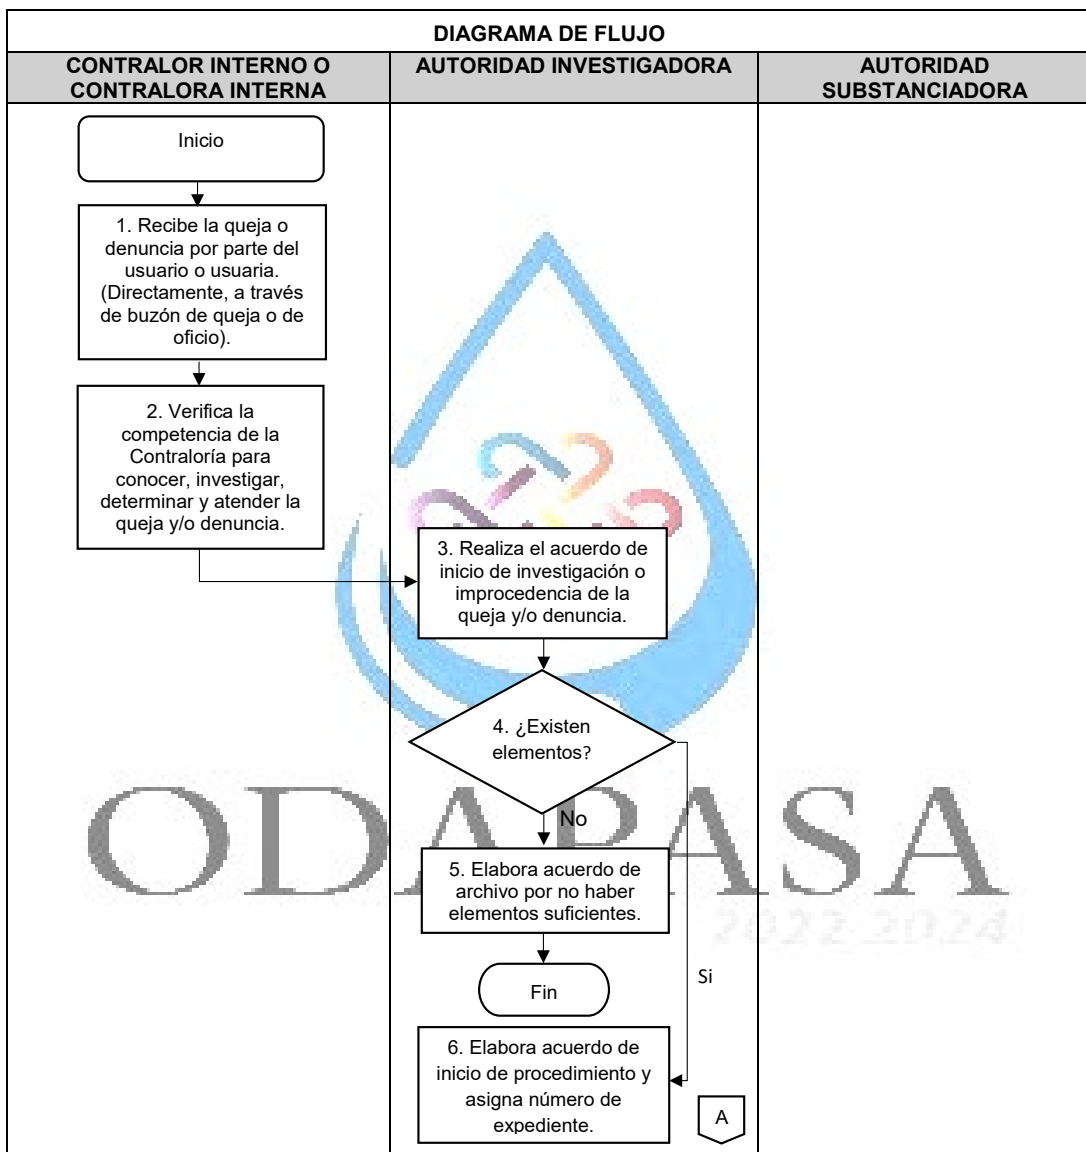 DIAGRAMA DE FLUJO
CONTRALOR INTERNO O
CONTRALORA INTERNA
AUTORIDAD INVESTIGADORA
AUTORIDAD
SUBSTANCIADORA
Inicio
1. Recibe la queja o
denuncia por parte del
usuario o usuaria.
(Directamente, a través
de buzón de queja o de
oficio).
2. Verifica la
competencia de la
Contraloría para
conocer, investigar,
determinar y atender la
queja y/o denuncia.
3. Realiza el acuerdo de
inicio de investigación o
improcedencia de la
queja y/o denuncia.
4. ¿Existen
elementos?
No
5. Elabora acuerdo de
archivo por no haber
elementos suficientes.
Fin
Si
6. Elabora acuerdo de
inicio de procedimiento y
asigna número de
expediente.
A
ODAPASA
2022-2024